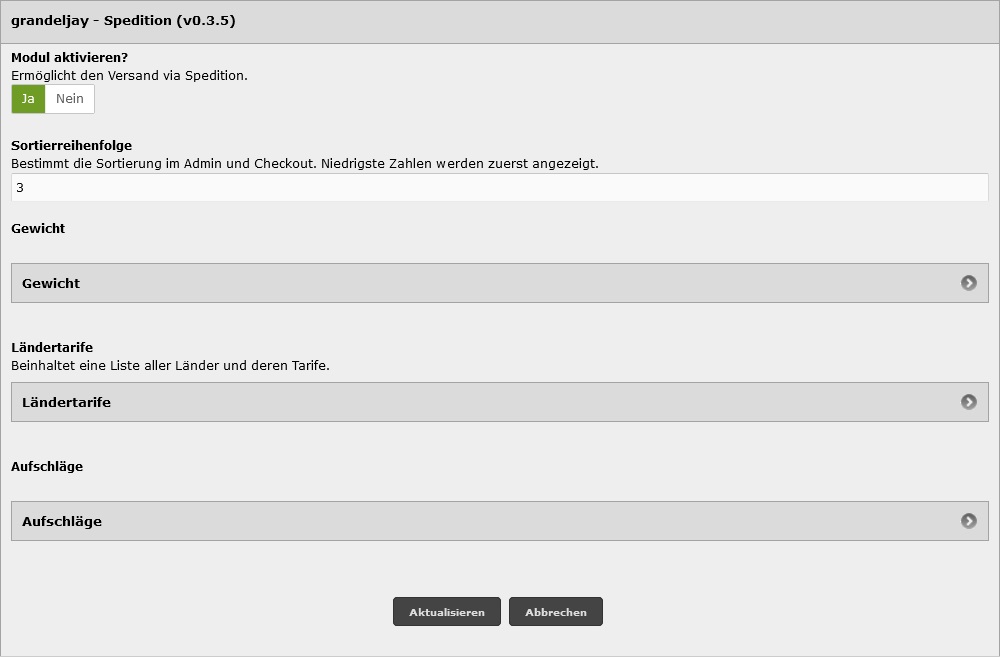 grandeljay - Spedition (v0.3.5)
Modul aktivieren?
Ermöglicht den Versand via Spedition.
Ja Nein
Sortierreihenfolge
Bestimmt die Sortierung im Admin und Checkout. Niedrigste Zahlen werden zuerst angezeigt.
3
Gewicht
Gewicht
Ländertarife
Beinhaltet eine Liste aller Länder und deren Tarife.
Ländertarife
Aufschläge
Aufschläge
Aktualisieren Abbrechen